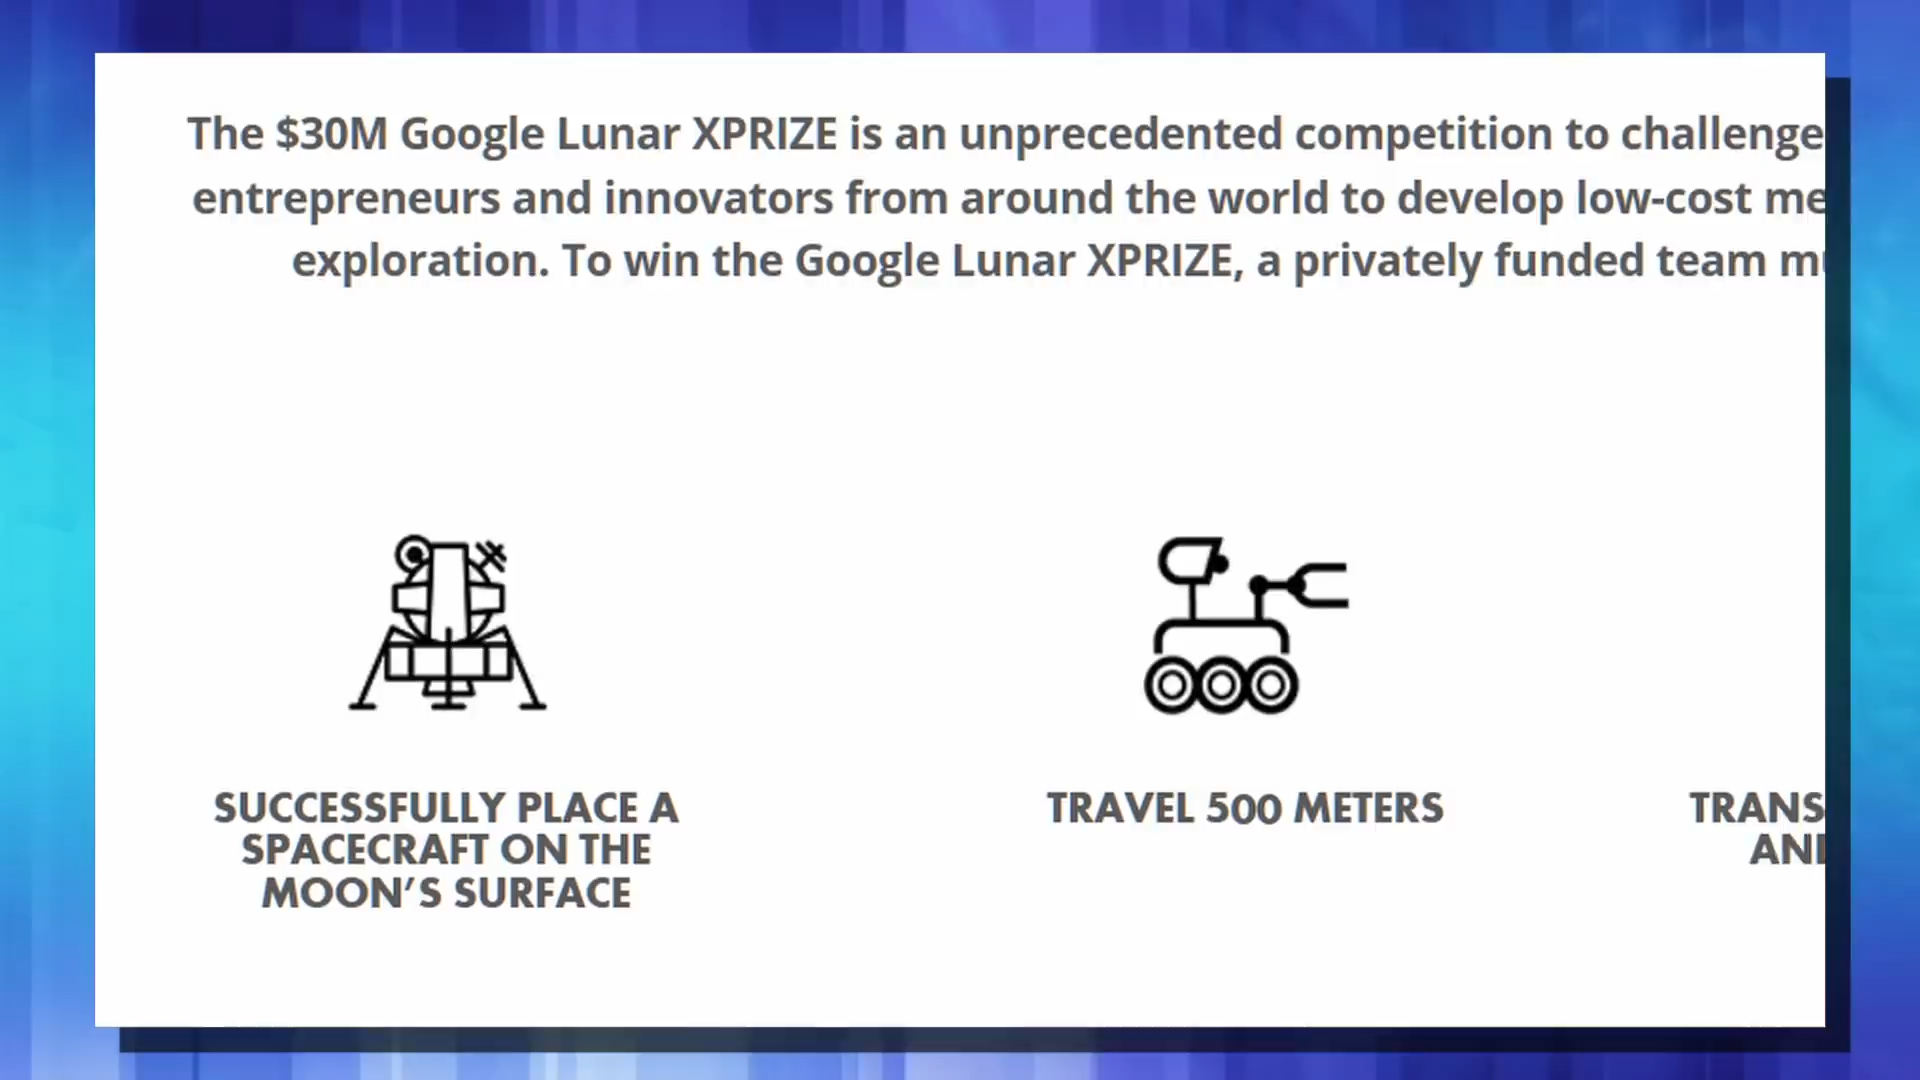 The $30M Google Lunar XPRIZE is an unprecedented competition to challenge
entrepreneurs and innovators from around the world to develop low-cost
exploration. To win the Google Lunar XPRIZE, a privately funded team
SUCCESSFULLY PLACE A
SPACECRAFT ON THE
MOON'S SURFACE
TRAVEL 500 METERS